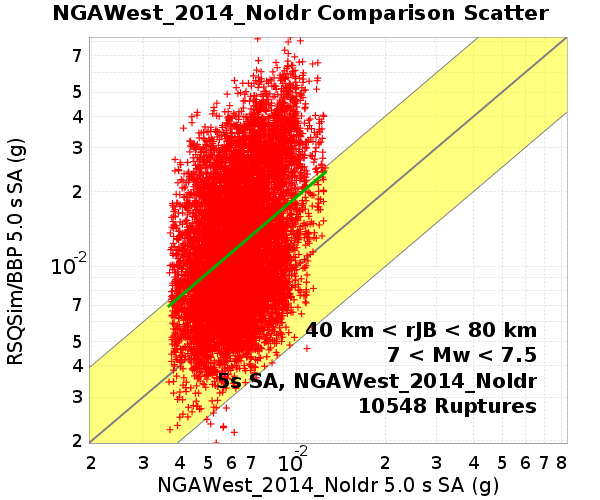 NGAWest_2014_NoIdr Comparison Scatter
7
5
4
3
2
10-2
7
5
4
3
2
RSQSim/BBP 5.0 s SA (g)
40 km < rJB < 80 km
7 < Mw < 7.5
5s SA, NGAWest_2014_NoIdr
10548 Ruptures
2 3 4 5 6 7 10-2 2 3 4 5 6 7 8
NGAWest_2014_NoIdr 5.0 s SA (g)